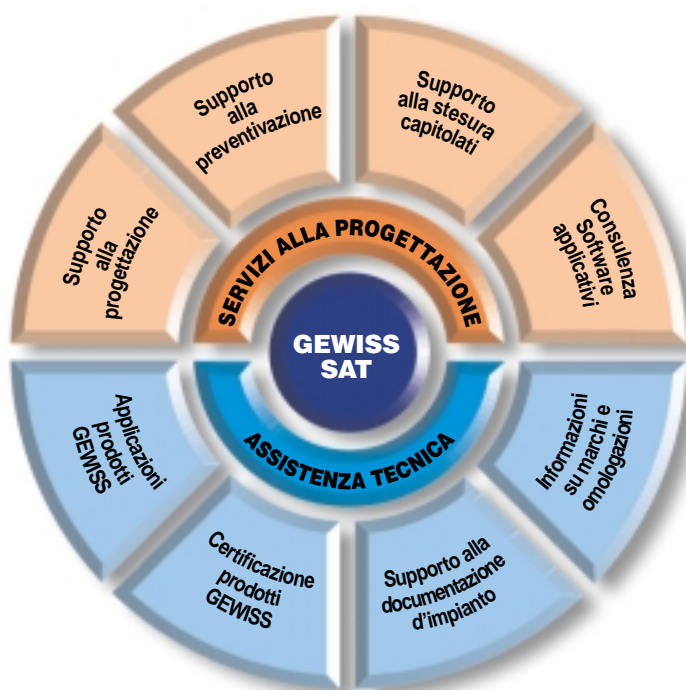 Supporto
alla
progettazione
Supporto
alla
preventivazione
Supporto
alla stesura
capitolati
Consulenza
Software
applicativi
SERVIZI ALLA PROGETTAZIONE
GEWISS
SAT
ASSISTENZA TECNICA
Applicazioni
prodotti
GEWISS
Certificazione
prodotti
GEWISS
Supporto alla
documentazione
d'impianto
Informazioni
su marchi e
omologazioni